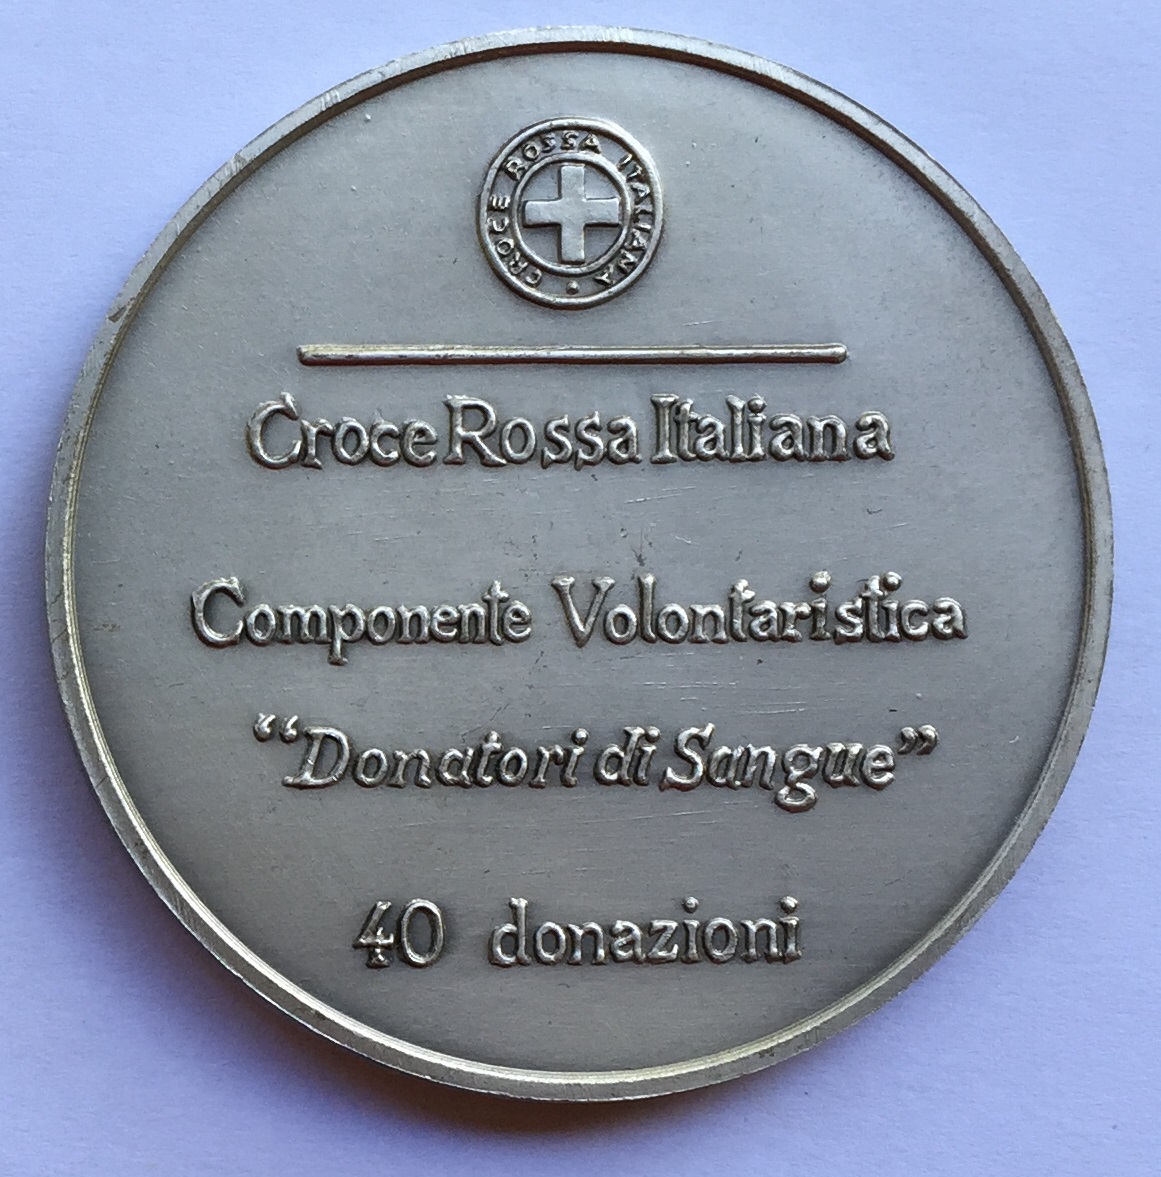 CROCE ROSSA ITALIANA
Croce Rossa Italiana
Componente Volontaristica
“Donatori di Sangue”
40 donazioni